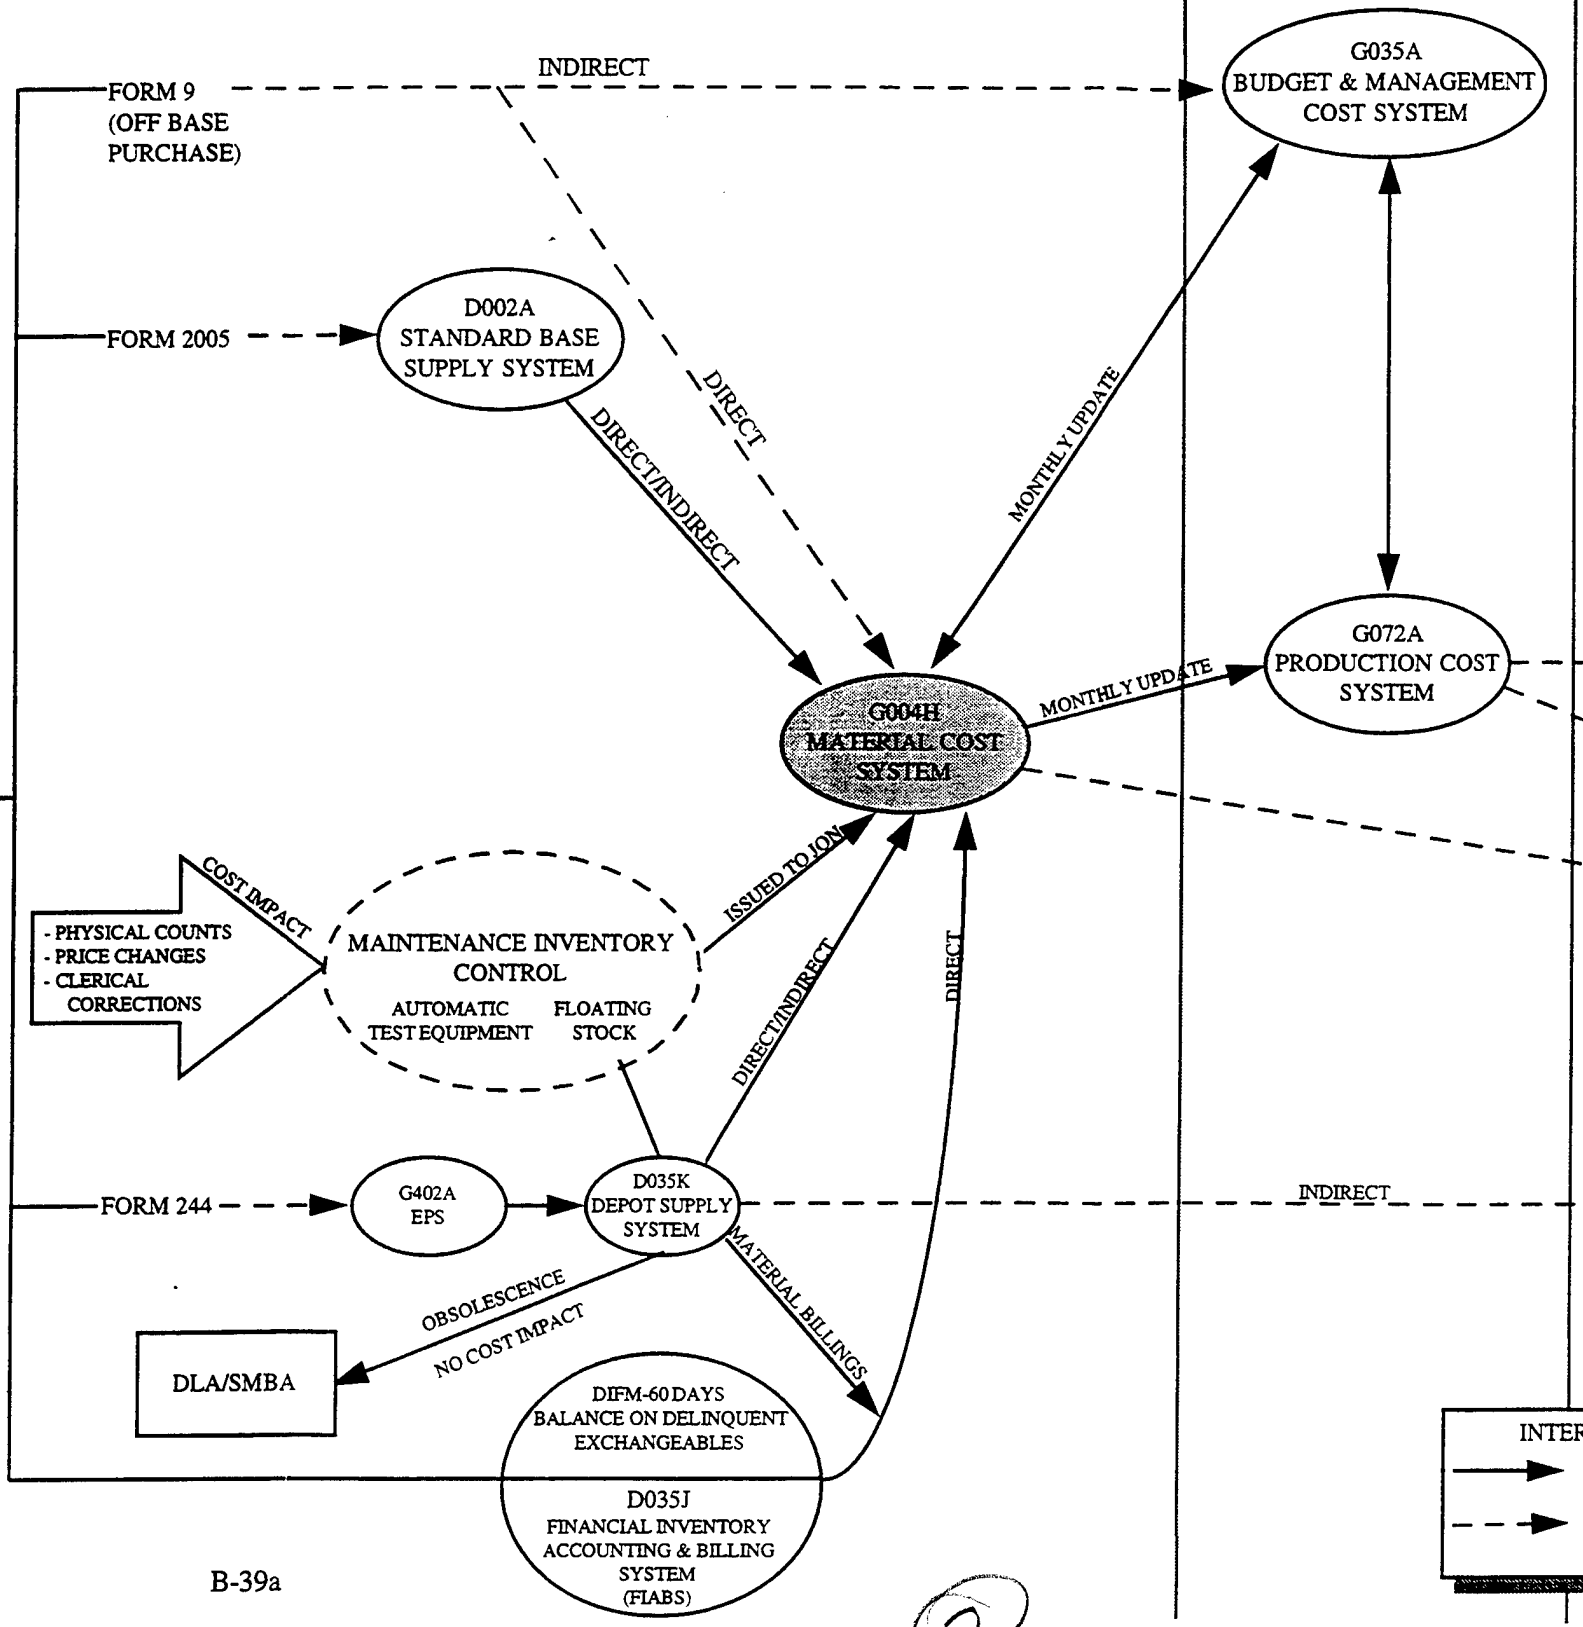 INDIRECT
FORM 9
(OFF BASE
PURCHASE)
G035A
BUDGET & MANAGEMENT
COST SYSTEM
D002A
STANDARD BASE
SUPPLY SYSTEM
FORM 2005
DIRECT
DIRECT/INDIRECT
MONTHLY UPDATE
G072A
PRODUCTION COST
SYSTEM
MONTHLY UPDATE
G004H
MATERIAL COST
SYSTEM
COST IMPACT
- PHYSICAL COUNTS
- PRICE CHANGES
- CLERICAL
CORRECTIONS
MAINTENANCE INVENTORY
CONTROL
AUTOMATIC
TEST EQUIPMENT
FLOATING
STOCK
ISSUED TO JON
DIRECT/INDIRECT
DIRECT
FORM 244
G402A
EPS
D035K
DEPOT SUPPLY
SYSTEM
INDIRECT
OBSOLESCENCE
NO COST IMPACT
MATERIAL BILLINGS
DLA/SMBA
DIFM-60 DAYS
BALANCE ON DELINQUENT
EXCHANGEABLES
D035J
FINANCIAL INVENTORY
ACCOUNTING & BILLING
SYSTEM
(FIABS)
INTER
B-39a